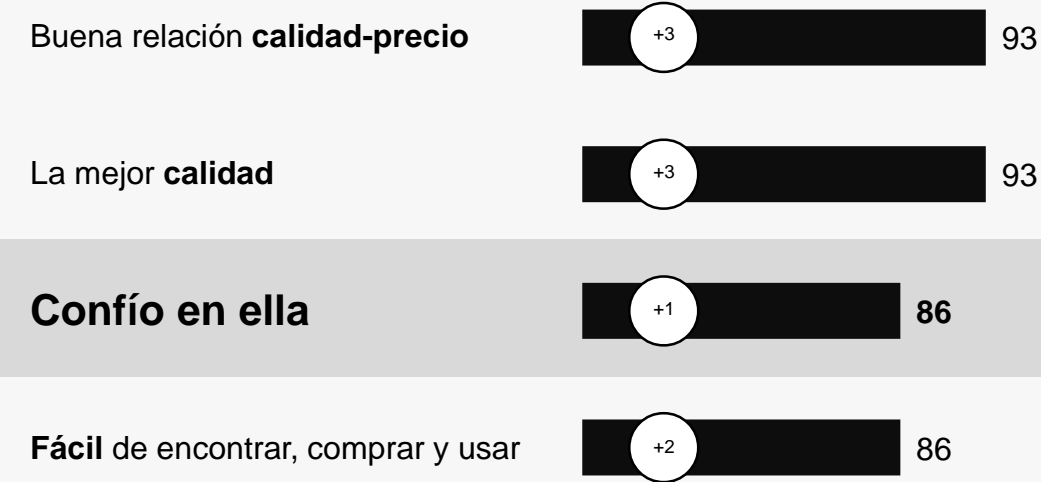 Buena relación calidad-precio +3 93
La mejor calidad +3 93
Confío en ella +1 86
Fácil de encontrar, comprar y usar +2 86